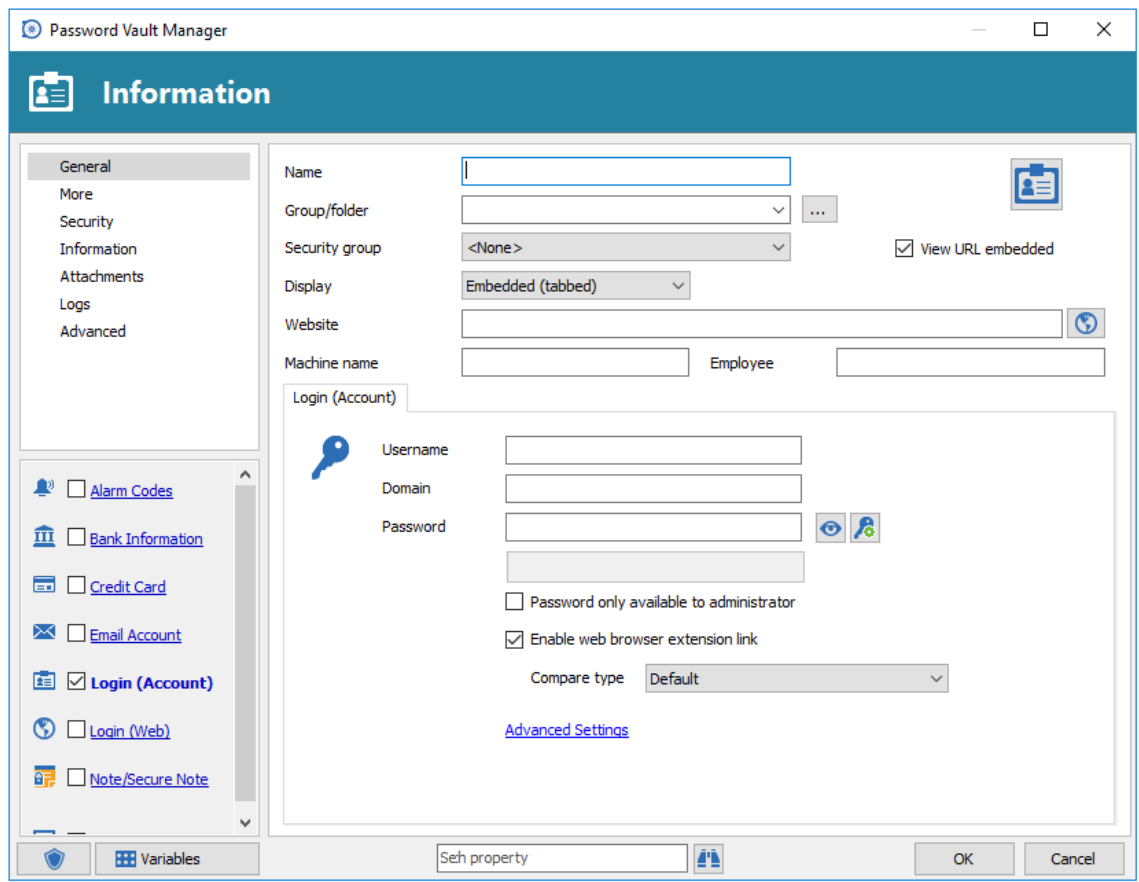 Password Vault Manager
Information
General
More
Security
Information
Attachments
Logs
Advanced
Alarm Codes
Bank Information
Credit Card
Email Account
Login (Account)
Login (Web)
Note/Secure Note
Name
Group/folder
...
Security group
<None>
View URL embedded
Display
Embedded (tabbed)
Website
Machine name
Employee
Login (Account)
Username
Domain
Password
Password only available to administrator
Enable web browser extension link
Compare type
Default
Advanced Settings
Variables
Seh property
OK
Cancel